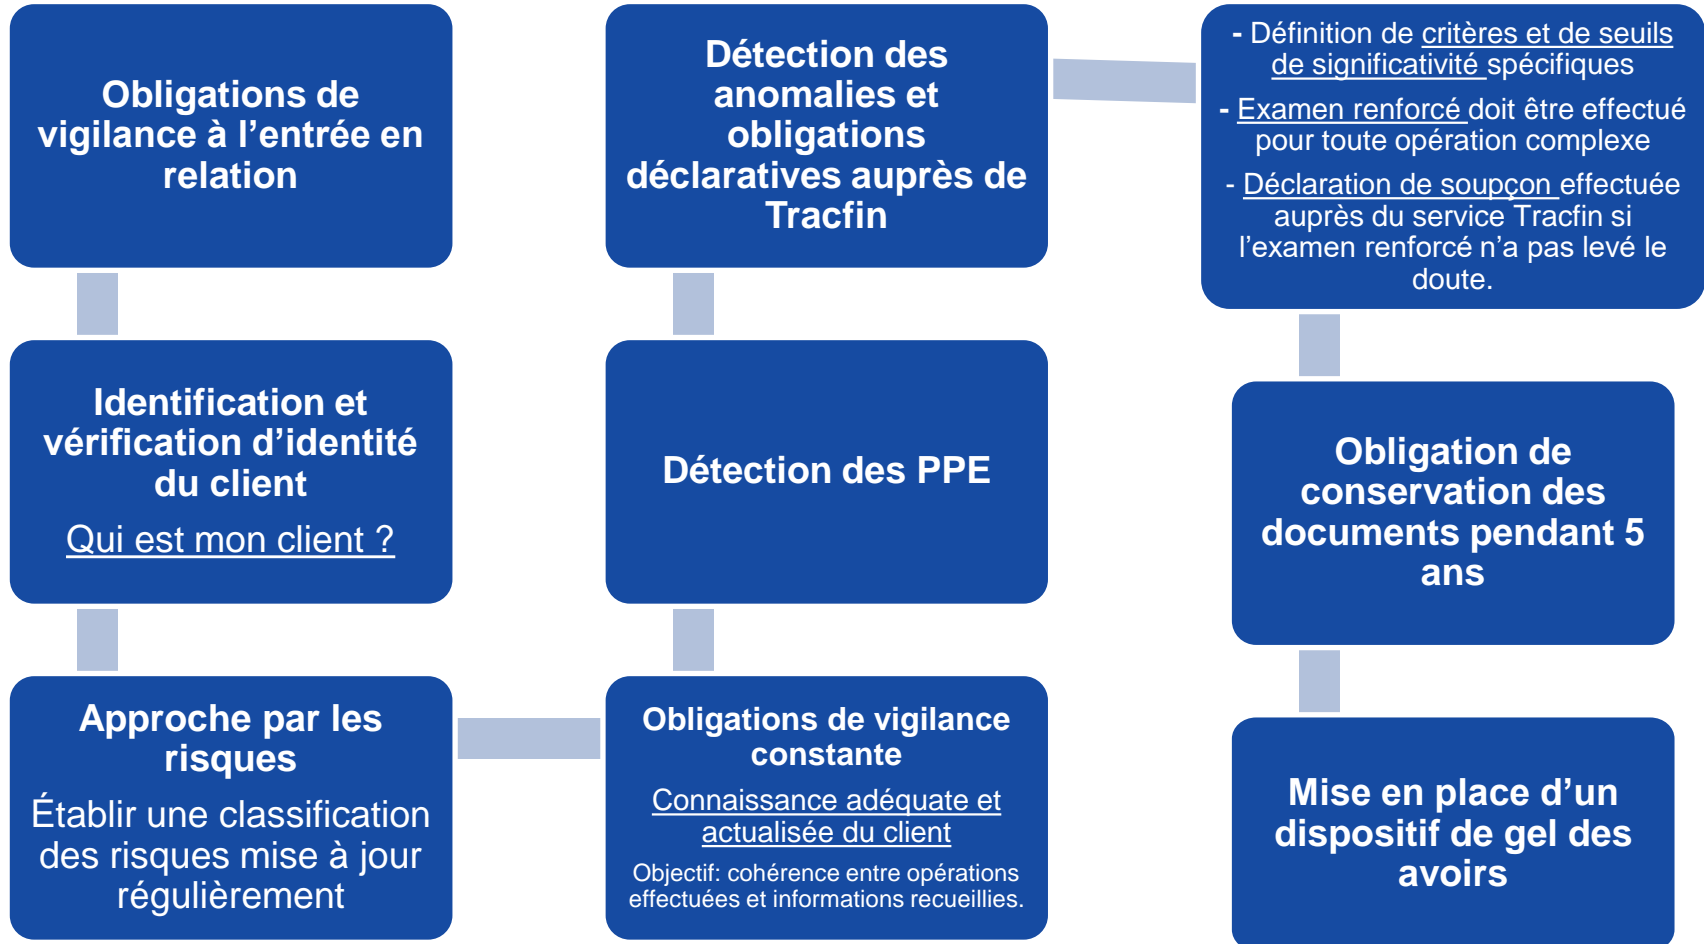 Obligations de
vigilance à l’entrée en
relation
Identification et
vérification d’identité
du client
Qui est mon client ?
Approche par les
risques
Établir une classification
des risques mise à jour
régulièrement
Obligations de vigilance
constante
Connaissance adéquate et
actualisée du client
Objectif: cohérence entre opérations
effectuées et informations recueillies.
Détection des PPE
Détection des
anomalies et
obligations
déclaratives auprès de
Tracfin
- Définition de critères et de seuils
de significativité spécifiques
- Examen renforcé doit être effectué
pour toute opération complexe
- Déclaration de soupçon effectuée
auprès du service Tracfin si
l’examen renforcé n’a pas levé le
doute.
Obligation de
conservation des
documents pendant 5
ans
Mise en place d’un
dispositif de gel des
avoirs